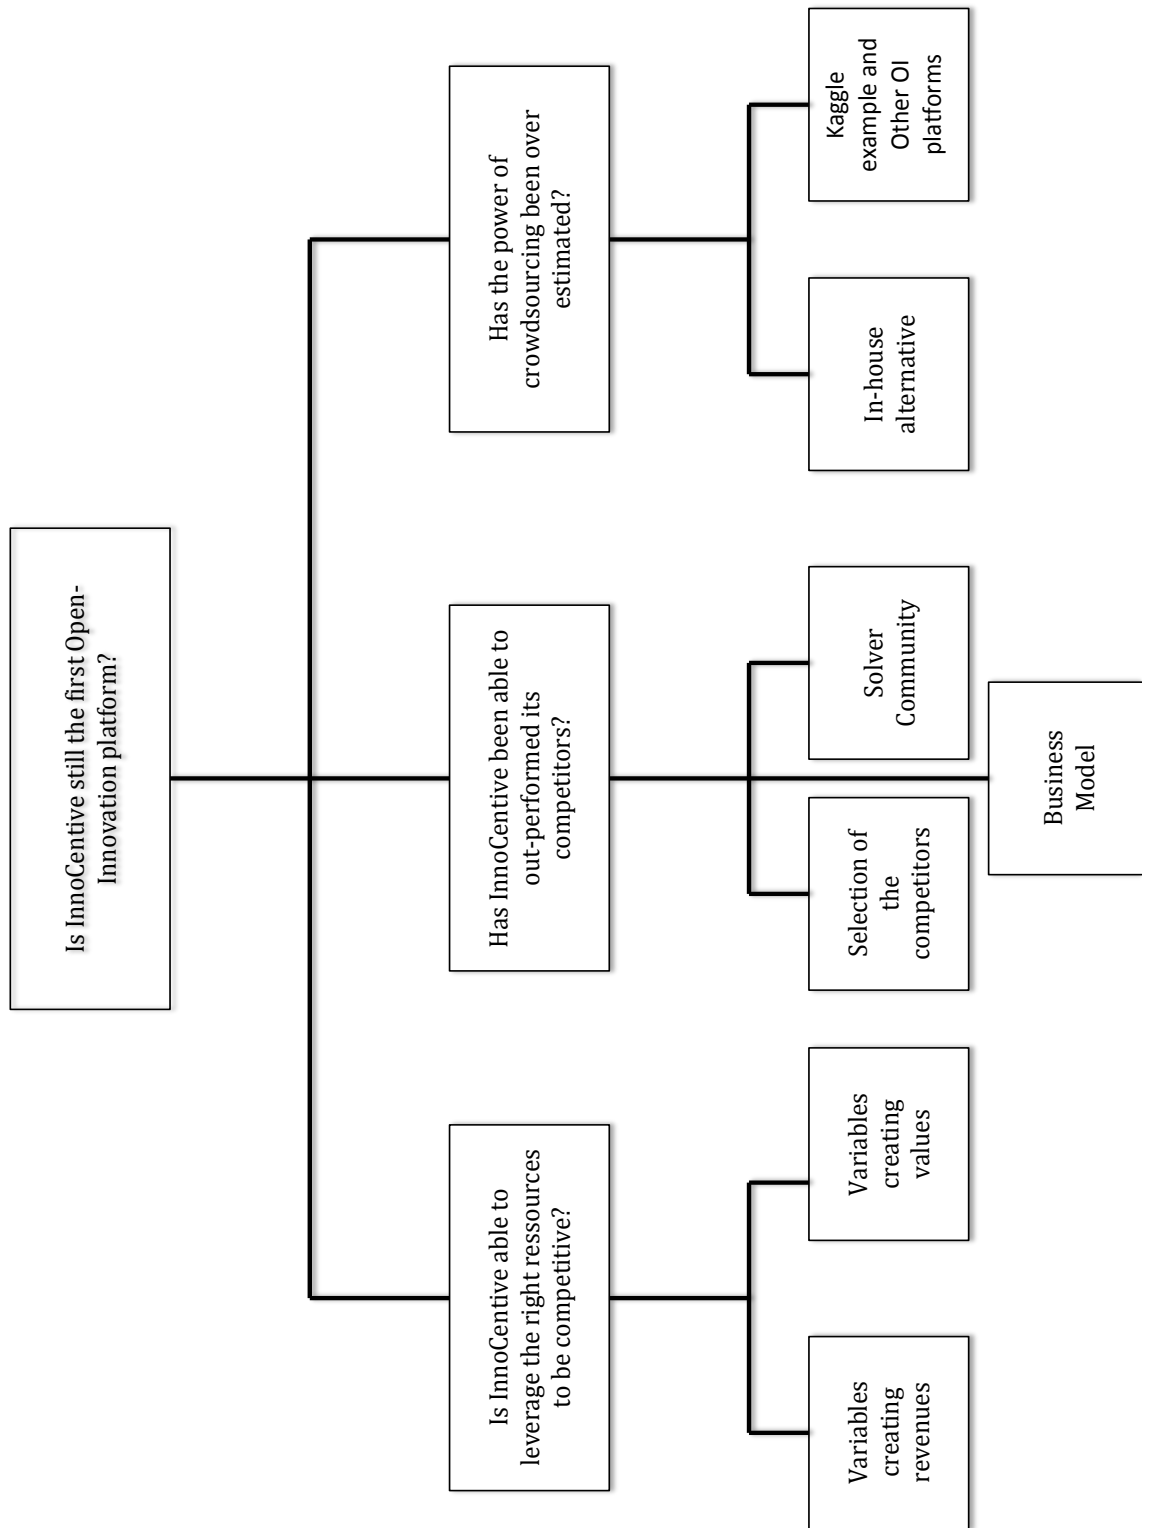 Is InnoCentive still the first Open-
Innovation platform?
Is InnoCentive able to
leverage the right ressources
to be competitive?
Has InnoCentive been able to
out-performed its
competitors?
Has the power of
crowdsourcing been over
estimated?
Variables
creating
revenues
Variables
creating
values
Selection of
the
competitors
Solver
Community
In-house
alternative
Kaggle
example and
Other OI
platforms
Business
Model